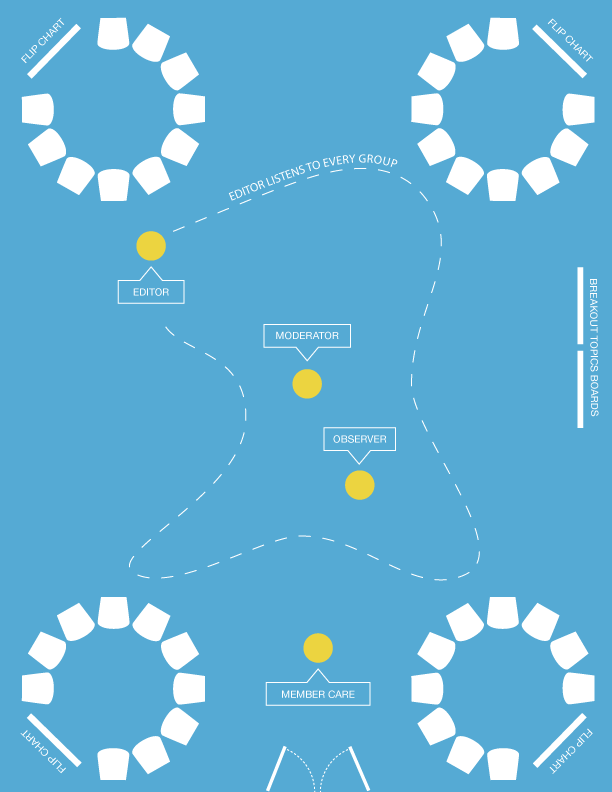 FLIP CHART
FLIP CHART
EDITOR LISTENS TO EVERY GROUP
EDITOR
BREAKOUT TOPICS BOARDS
MODERATOR
OBSERVER
MEMBER CARE
FLIP CHART
FLIP CHART